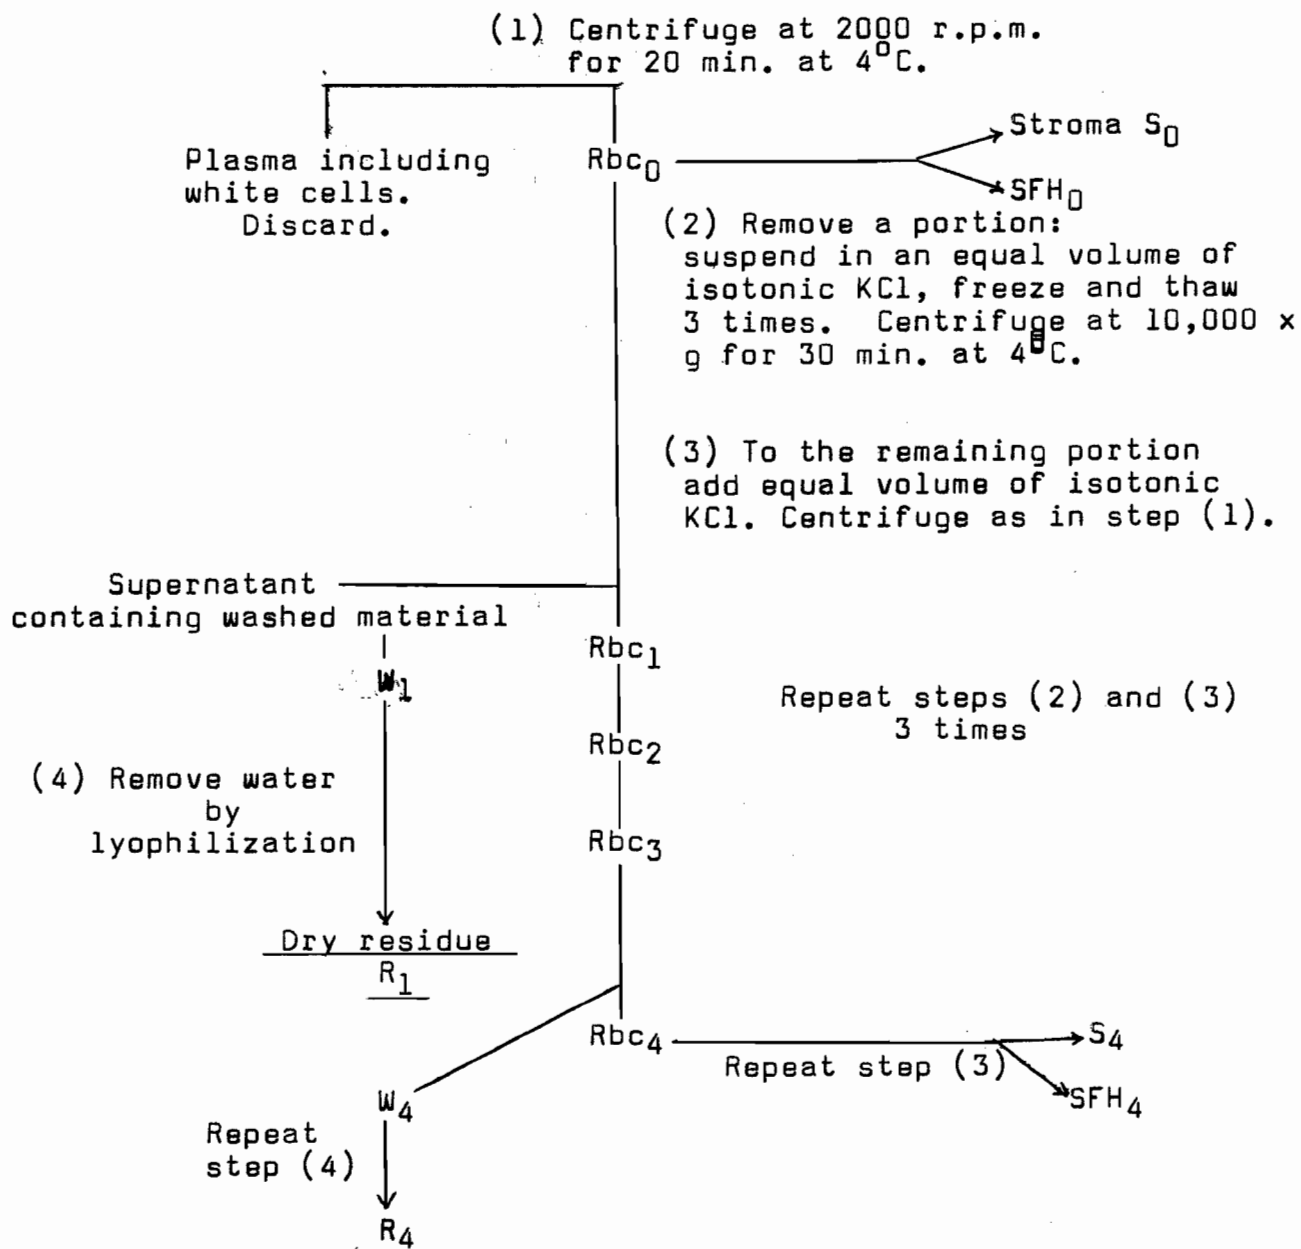 (1) Centrifuge at 2000 r.p.m.
for 20 min. at 4°C.
Plasma including
white cells.
Discard.
Rbc₀
Stroma S₀
SFH₀
(2) Remove a portion:
suspend in an equal volume of
isotonic KCl, freeze and thaw
3 times. Centrifuge at 10,000 x
g for 30 min. at 4°C.
(3) To the remaining portion
add equal volume of isotonic
KCl. Centrifuge as in step (1).
Supernatant
containing washed material
W₁
Rbc₁
Repeat steps (2) and (3)
3 times
Rbc₂
(4) Remove water
by
lyophilization
Rbc₃
Dry residue
R₁
Rbc₄
Repeat step (3)
S₄
SFH₄
W₄
Repeat
step (4)
R₄